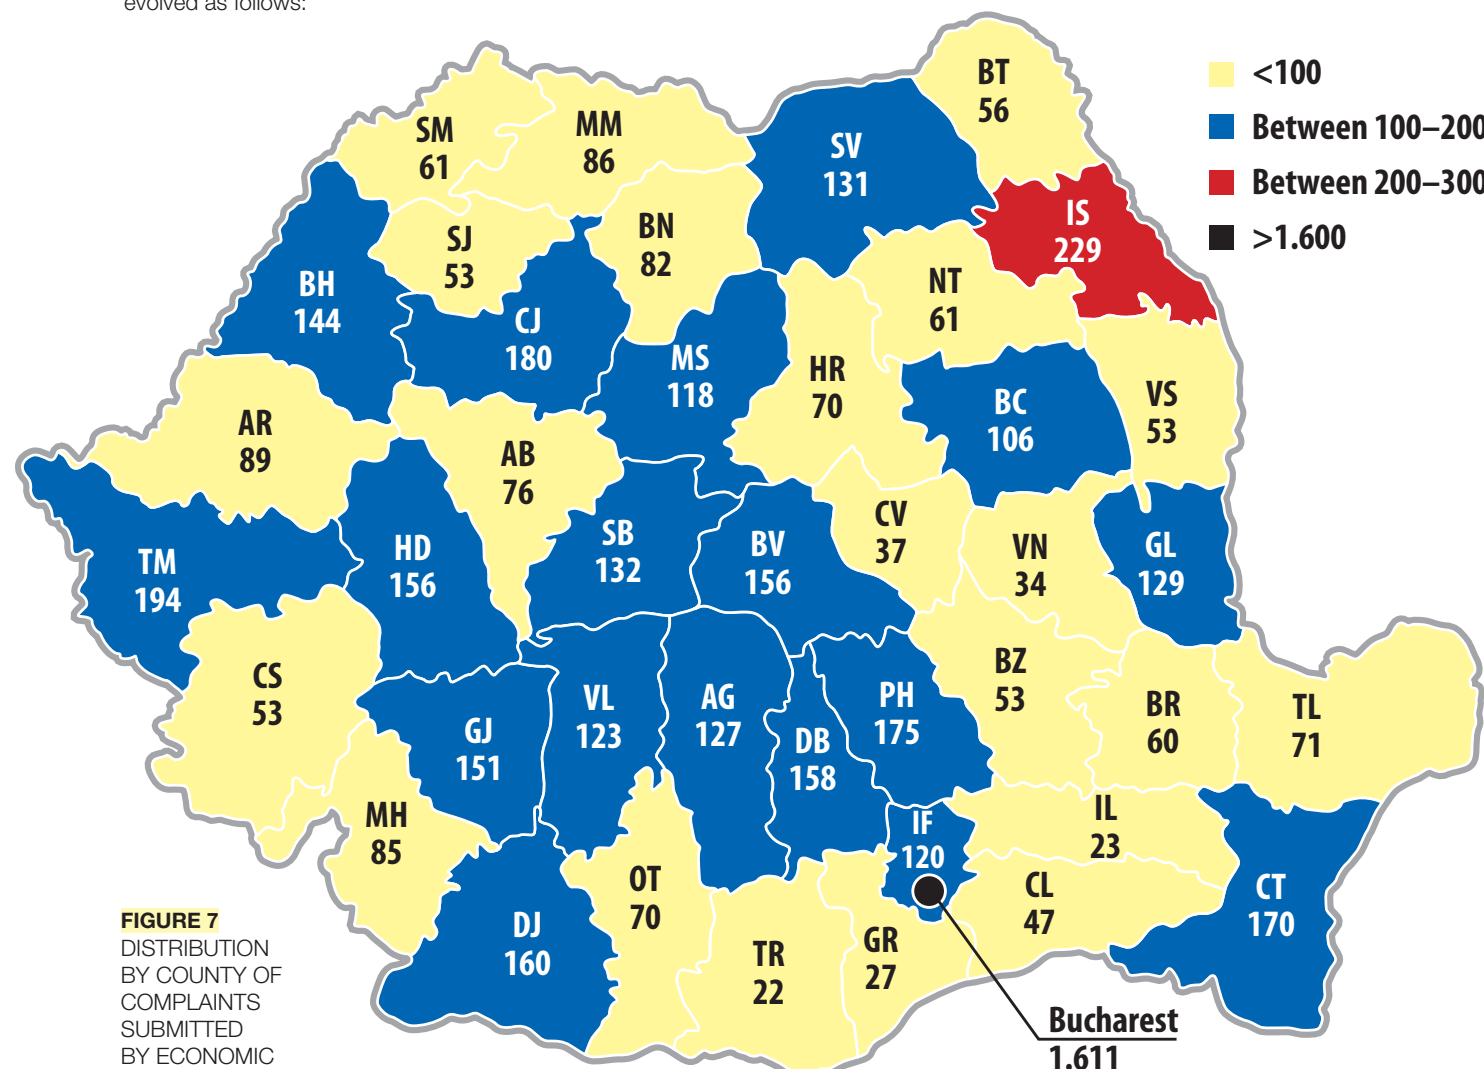 evolved as follows:
<100
Between 100–200
Between 200–300
>1.600
BT
56
SM
61
MM
86
SV
131
IS
229
SJ
53
BN
82
BH
144
NT
61
CJ
180
MS
118
HR
70
BC
106
VS
53
AR
89
AB
76
CV
37
SB
132
BV
156
VN
34
GL
129
TM
194
HD
156
CS
53
BZ
53
VL
123
AG
127
PH
175
BR
60
TL
71
GJ
151
DB
158
MH
85
IL
23
IF
120
OT
70
CL
47
CT
170
DJ
160
TR
22
GR
27
Bucharest
1.611
FIGURE 7
DISTRIBUTION
BY COUNTY OF
COMPLAINTS
SUBMITTED
BY ECONOMIC